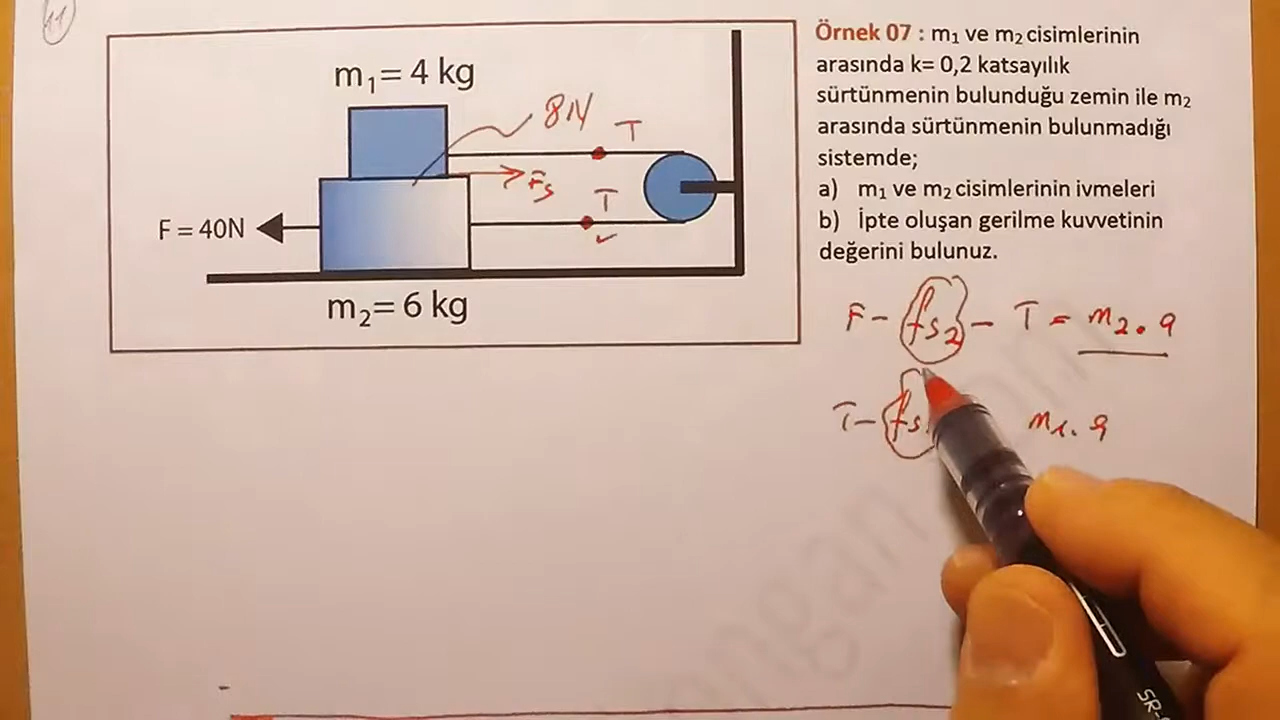 11
m₁= 4 kg
8N
T
Fs
T
F = 40N
m₂= 6 kg
Örnek 07 : m₁ ve m₂ cisimlerinin
arasında k= 0,2 katsayılık
sürtünmenin bulunduğu zemin ile m₂
arasında sürtünmenin bulunmadığı
sistemde;
a) m₁ ve m₂ cisimlerinin ivmeleri
b) İpte oluşan gerilme kuvvetinin
değerini bulunuz.
F - fs₂ - T = m₂.a
T - fs m₁.a
SR-